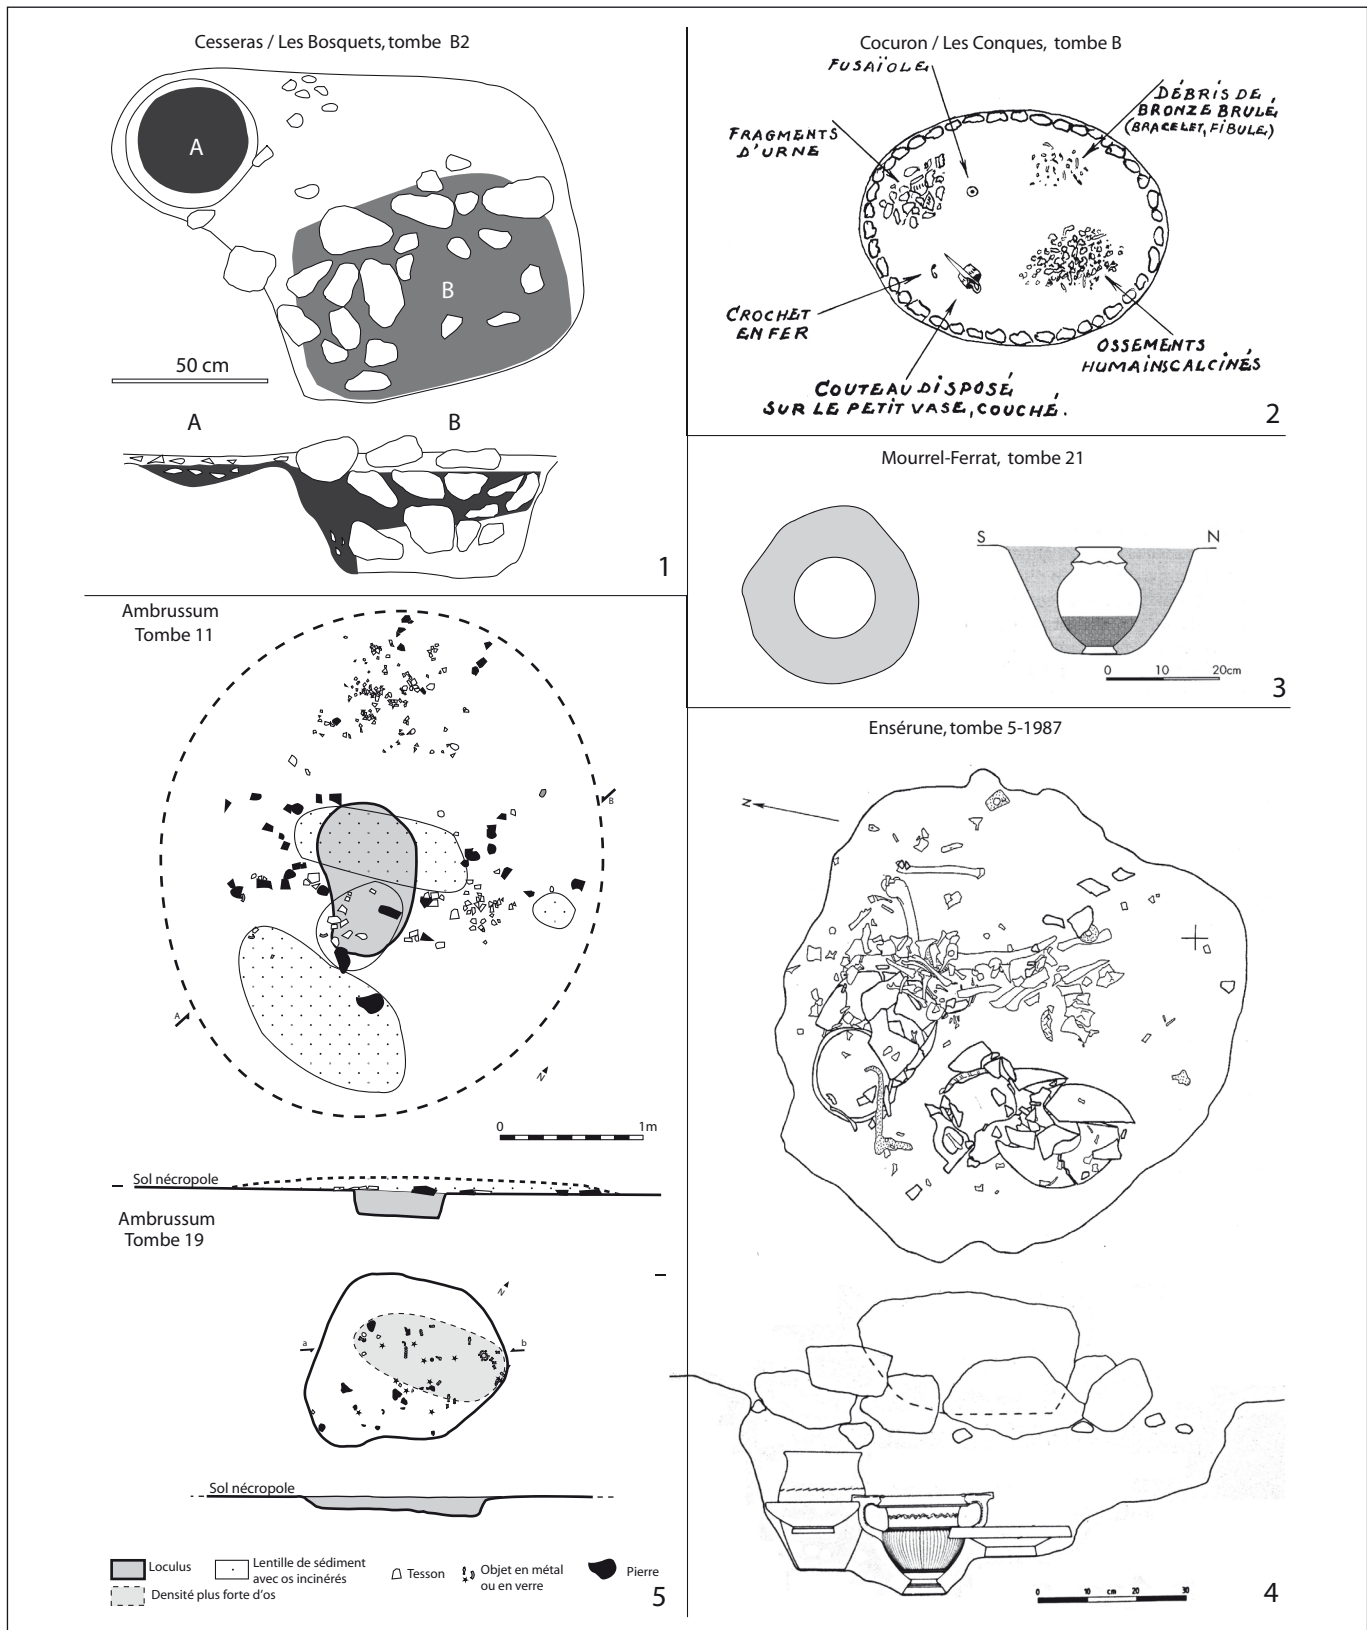 Cesseras / Les Bosquets, tombe B2
A
B
50 cm
A
B
1
Cocuron / Les Conques, tombe B
FUSAÏOLE
DÉBRIS DE
BRONZE BRULÉ
(BRACELET, FIBULE)
FRAGMENTS
D'URNE
CROCHET
EN FER
OSSEMENTS
HUMAINS CALCINÉS
COUTEAU DISPOSÉ
SUR LE PETIT VASE, COUCHÉ.
2
Mourrel-Ferrat, tombe 21
S
N
0 10 20cm
3
Ambrussum
Tombe 11
B
A
N
0 1m
Sol nécropole
Ambrussum
Tombe 19
N
a
b
Sol nécropole
Loculus
Lentille de sédiment
avec os incinérés
Tesson
Objet en métal
ou en verre
Pierre
Densité plus forte d'os
5
Ensérune, tombe 5-1987
N
0 10 cm 20 30
4